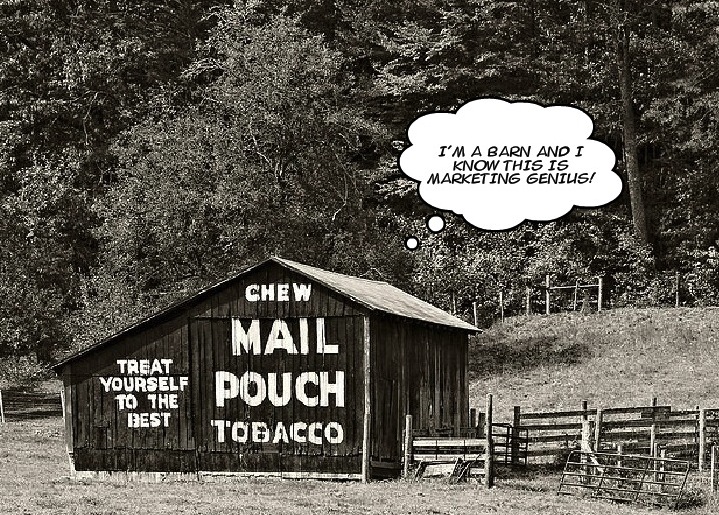 I'M A BARN AND I
KNOW THIS IS
MARKETING GENIUS!
CHEW
MAIL
POUCH
TOBACCO
TREAT
YOURSELF
TO THE
BEST